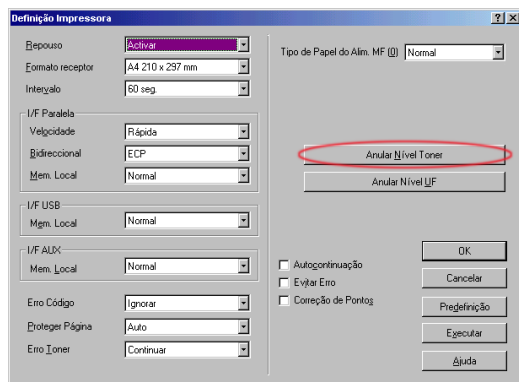 Definição Impressora
Repouso Activar
Formato receptor A4 210 x 297 mm
Intervalo 60 seg.
I/F Paralela
Velocidade Rápida
Bidireccional ECP
Mem. Local Normal
I/F USB
Mem. Local Normal
I/F AUX
Mem. Local Normal
Erro Código Ignorar
Proteger Página Auto
Erro Toner Continuar
Tipo de Papel do Alim. MF (0) Normal
Anular Nível Toner
Anular Nível UF
Autocontinuação
Evitar Erro
Correção de Pontos
OK
Cancelar
Predefinição
Executar
Ajuda